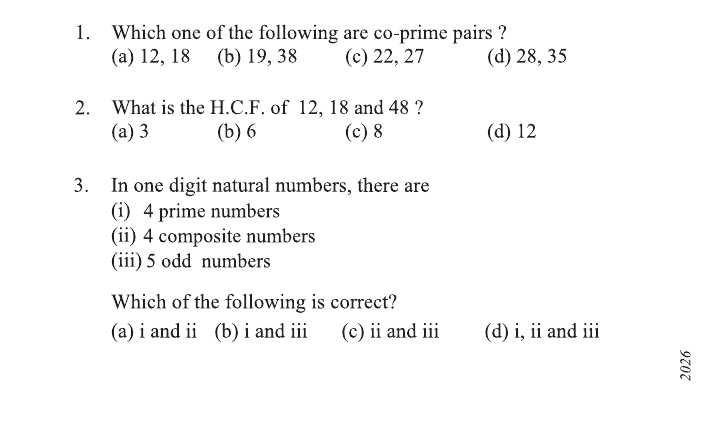 1. Which one of the following are co-prime pairs ?
(a) 12, 18 (b) 19, 38 (c) 22, 27 (d) 28, 35
2. What is the H.C.F. of 12, 18 and 48 ?
(a) 3 (b) 6 (c) 8 (d) 12
3. In one digit natural numbers, there are
(i) 4 prime numbers
(ii) 4 composite numbers
(iii) 5 odd numbers
Which of the following is correct?
(a) i and ii (b) i and iii (c) ii and iii (d) i, ii and iii
2026